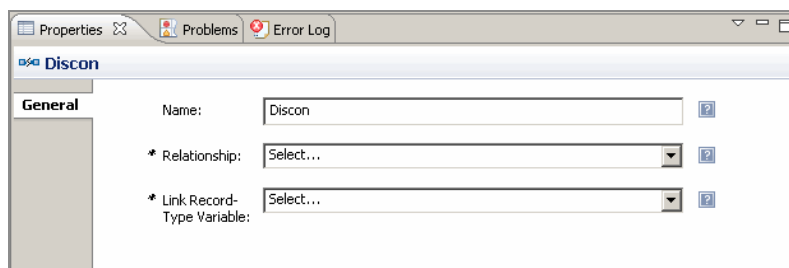 Properties Problems Error Log
Discon
General
Name: Discon ?
* Relationship: Select... ?
* Link Record- Select... ?
Type Variable: